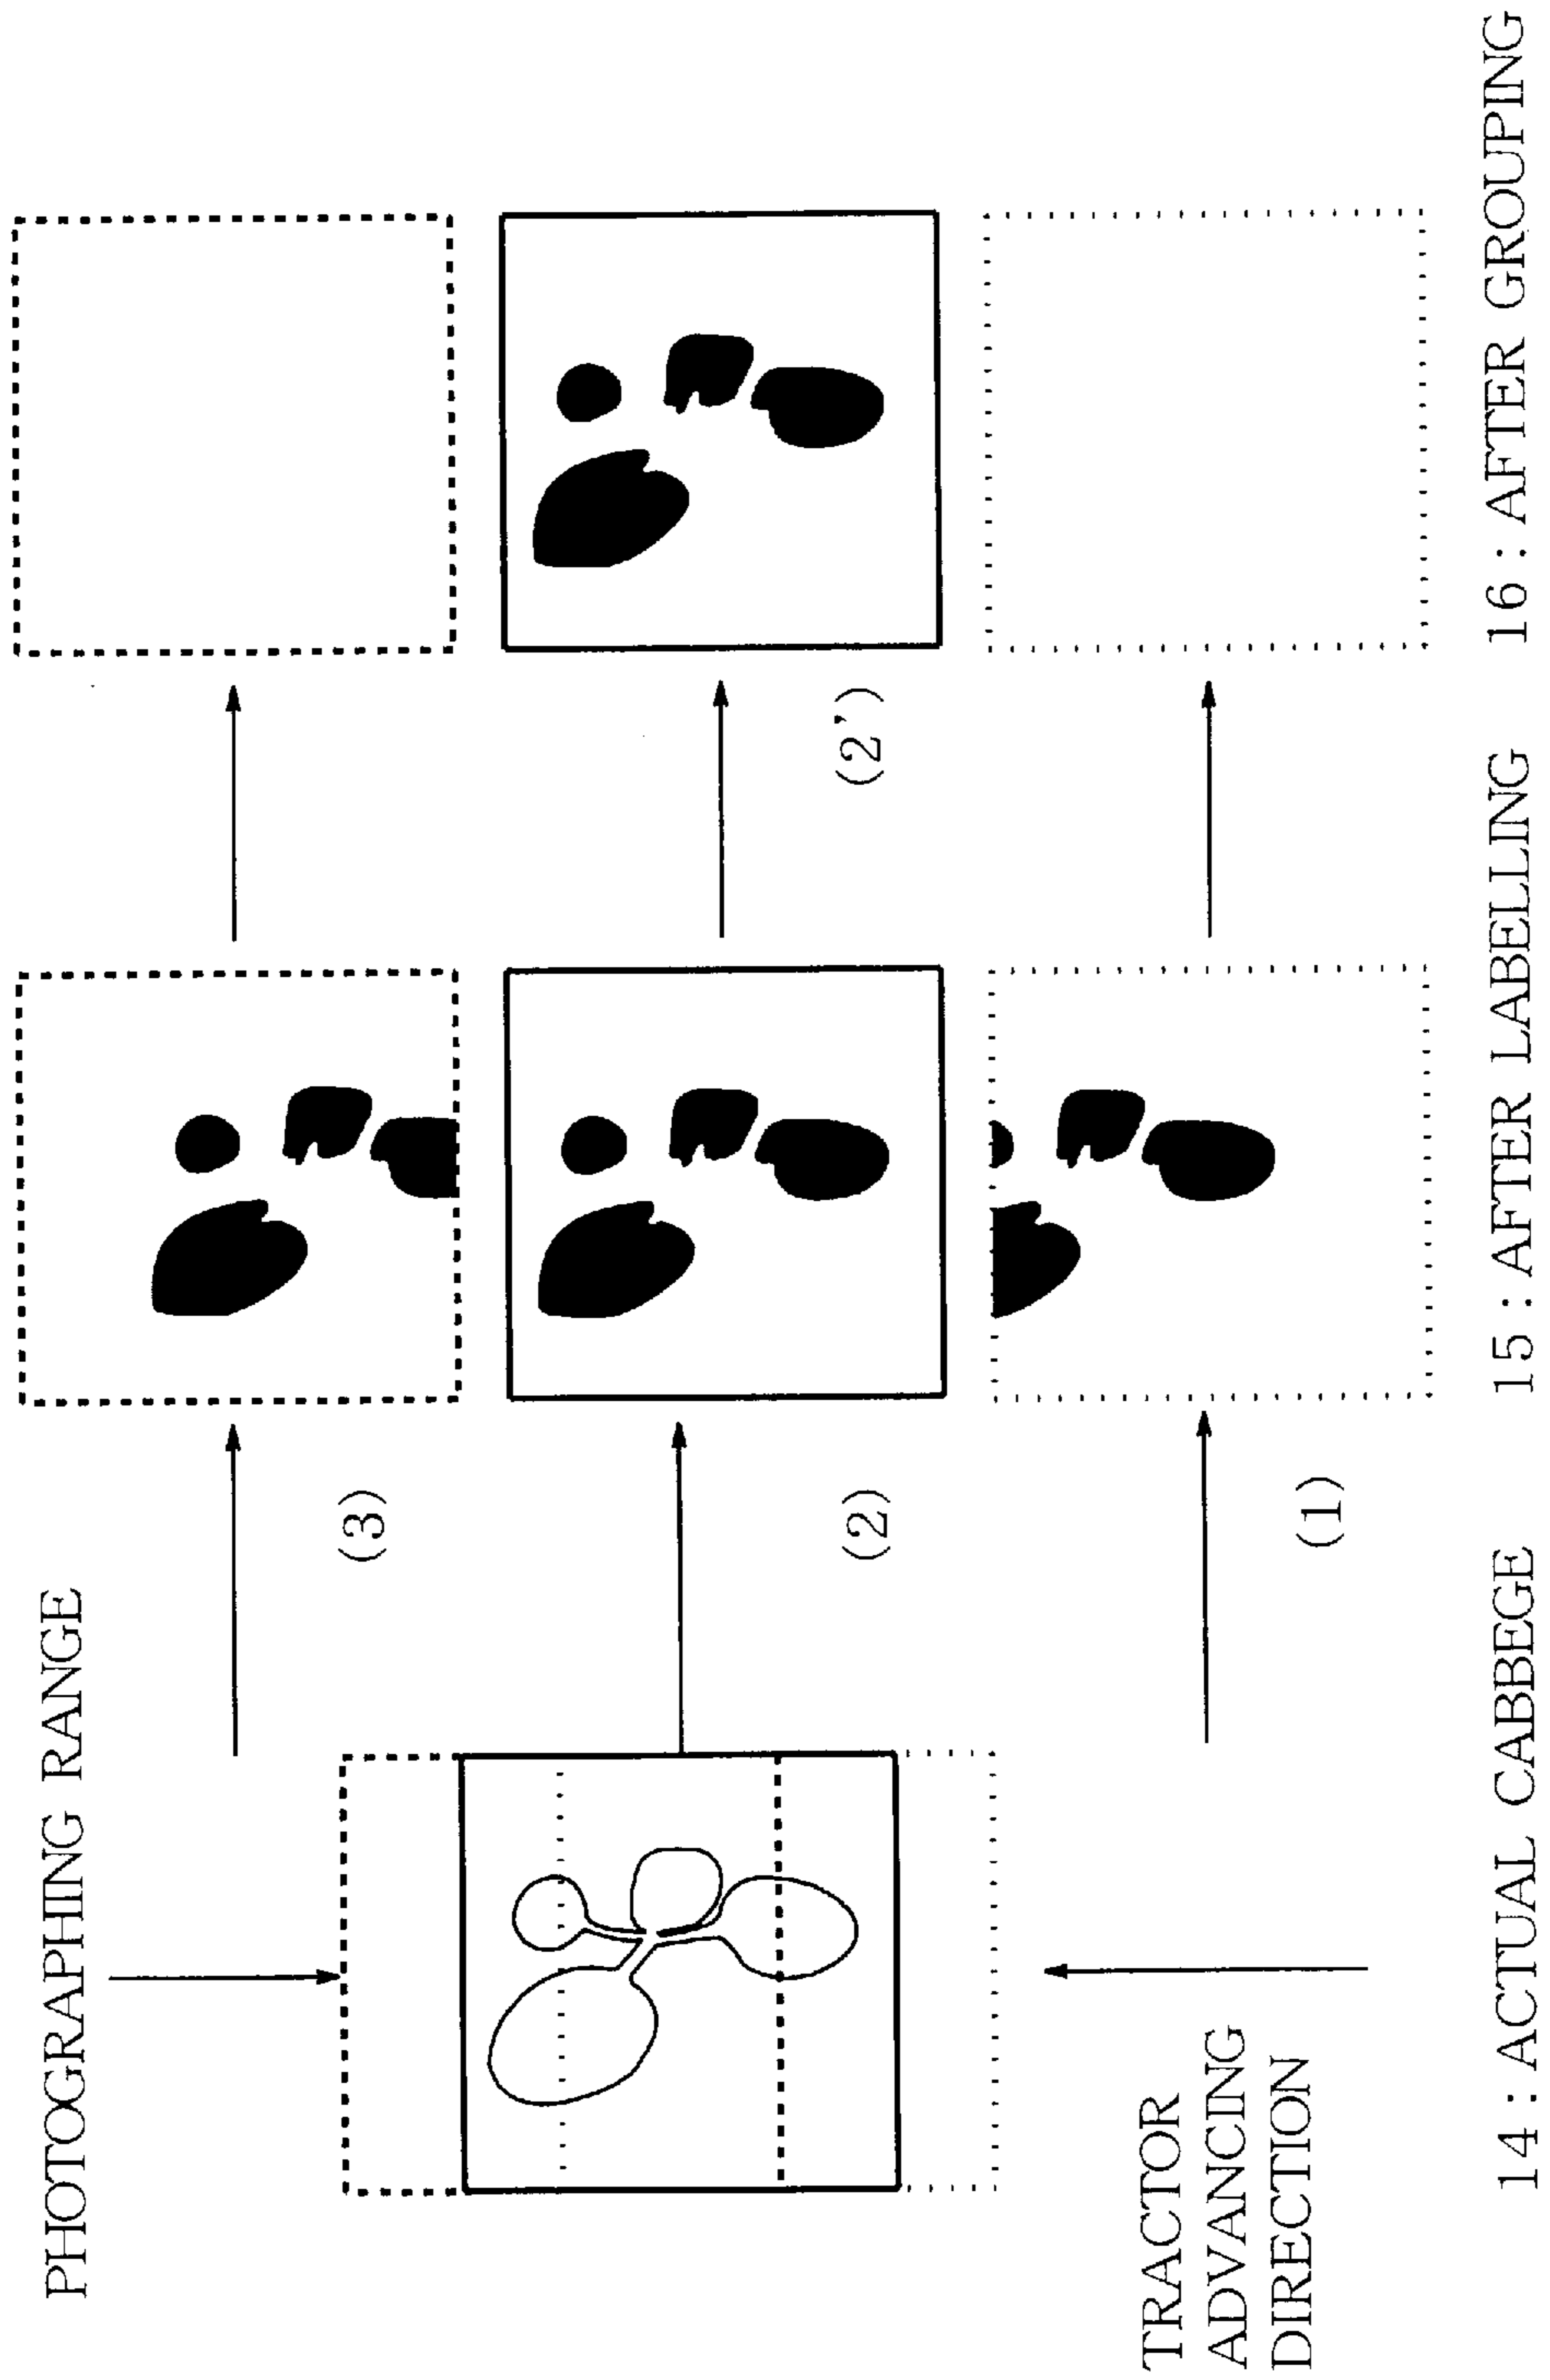 PHOTOGRAPHING RANGE
(3)
(2)
(2')
(1)
TRACTOR
ADVANCING
DIRECTION
14 : ACTUAL CABBEGE
15 : AFTER LABELLING
16 : AFTER GROUPING